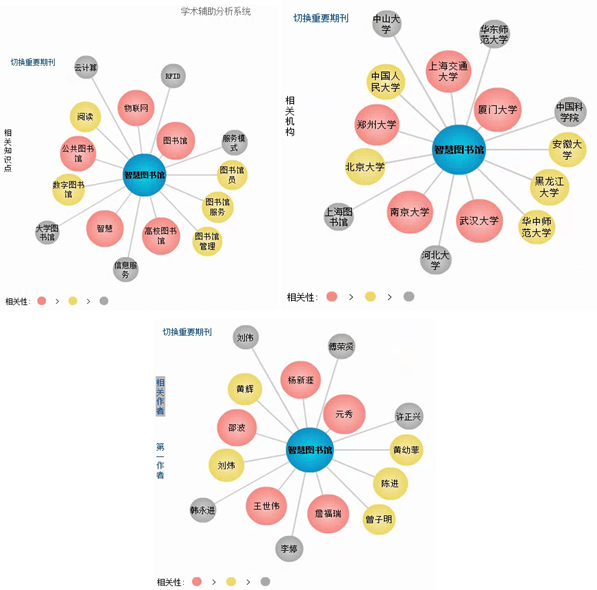 学术辅助分析系统
切换重要期刊
相关知识点
云计算
RFID
物联网
阅读
图书馆
服务模
式
公共图书
馆
智慧图书馆
图书馆
员
数字图书
馆
图书馆
服务
大学图
书馆
智慧
高校图书
馆
图书馆
管理
信息服
务
相关性: > >
切换重要期刊
相关机构
中山大
学
华东师
范大学
上海交通
大学
中国人
民大学
厦门大学
中国科
学院
郑州大学
智慧图书馆
安徽大
学
北京大学
黑龙江
大学
上海图
书馆
南京大学
武汉大学
华中师
范大学
河北大
学
相关性: > >
切换重要期刊
相关作者
第一作者
刘伟
傅荣贤
杨新涯
黄辉
元秀
许正兴
邵波
智慧图书馆
黄幼菲
刘炜
陈进
王世伟
詹福瑞
曾子明
韩永进
李婷
相关性: > >